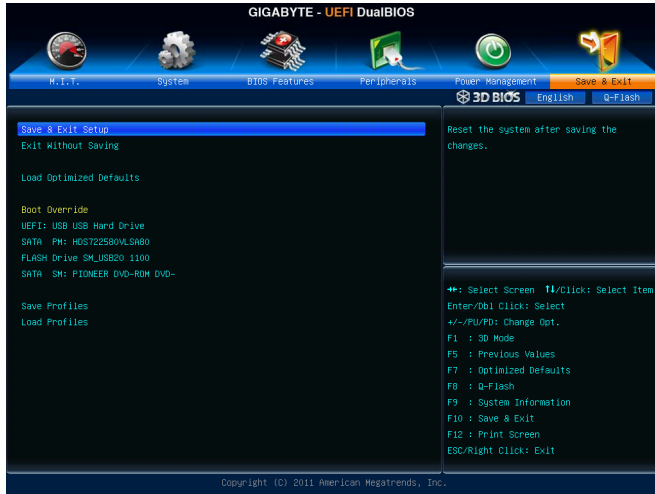 GIGABYTE - UEFI DualBIOS
M.I.T.
System
BIOS Features
Peripherals
Power Management
Save & Exit
3D BIOS
English
Q-Flash
Save & Exit Setup
Exit Without Saving
Load Optimized Defaults
Boot Override
UEFI: USB USB Hard Drive
SATA PM: HDS722580VLSA80
FLASH Drive SM_USB20 1100
SATA SM: PIONEER DVD-ROM DVD-
Save Profiles
Load Profiles
Reset the system after saving the
changes.
→←: Select Screen ↑↓/Click: Select Item
Enter/Dbl Click: Select
+/-/PU/PD: Change Opt.
F1 : 3D Mode
F5 : Previous Values
F7 : Optimized Defaults
F8 : Q-Flash
F9 : System Information
F10 : Save & Exit
F12 : Print Screen
ESC/Right Click: Exit
Copyright (C) 2011 American Megatrends, Inc.